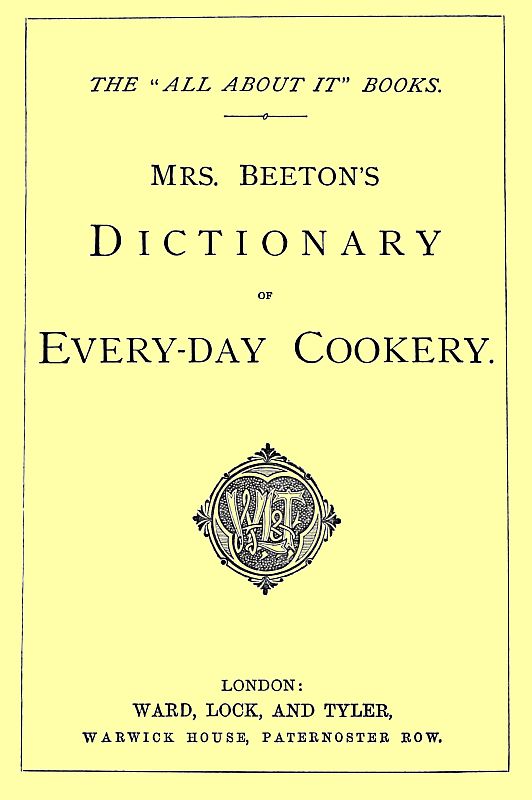 THE "ALL ABOUT IT" BOOKS.
MRS. BEETON'S
DICTIONARY
OF
EVERY-DAY COOKERY.
WL&T
LONDON:
WARD, LOCK, AND TYLER,
WARWICK HOUSE, PATERNOSTER ROW.